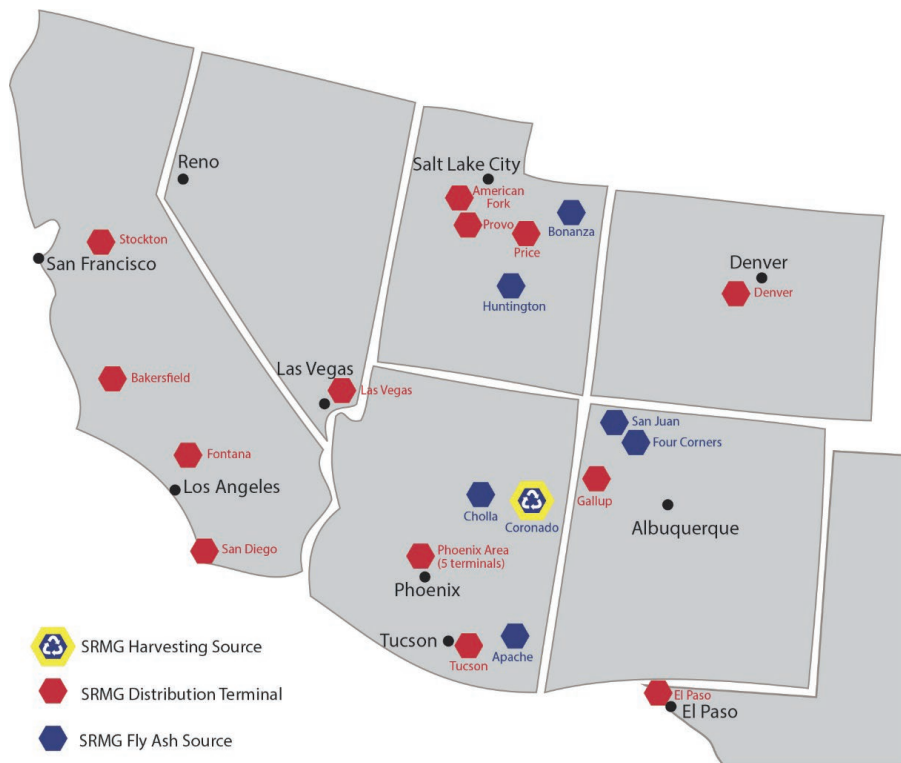 Reno
Salt Lake City
American
Fork
Provo
Price
Bonanza
Huntington
Stockton
San Francisco
Denver
Denver
Bakersfield
Las Vegas
Las Vegas
San Juan
Four Corners
Fontana
Los Angeles
Cholla
Coronado
Gallup
Albuquerque
San Diego
Phoenix Area
(5 terminals)
Phoenix
Tucson
Tucson
Apache
El Paso
El Paso
SRMG Harvesting Source
SRMG Distribution Terminal
SRMG Fly Ash Source